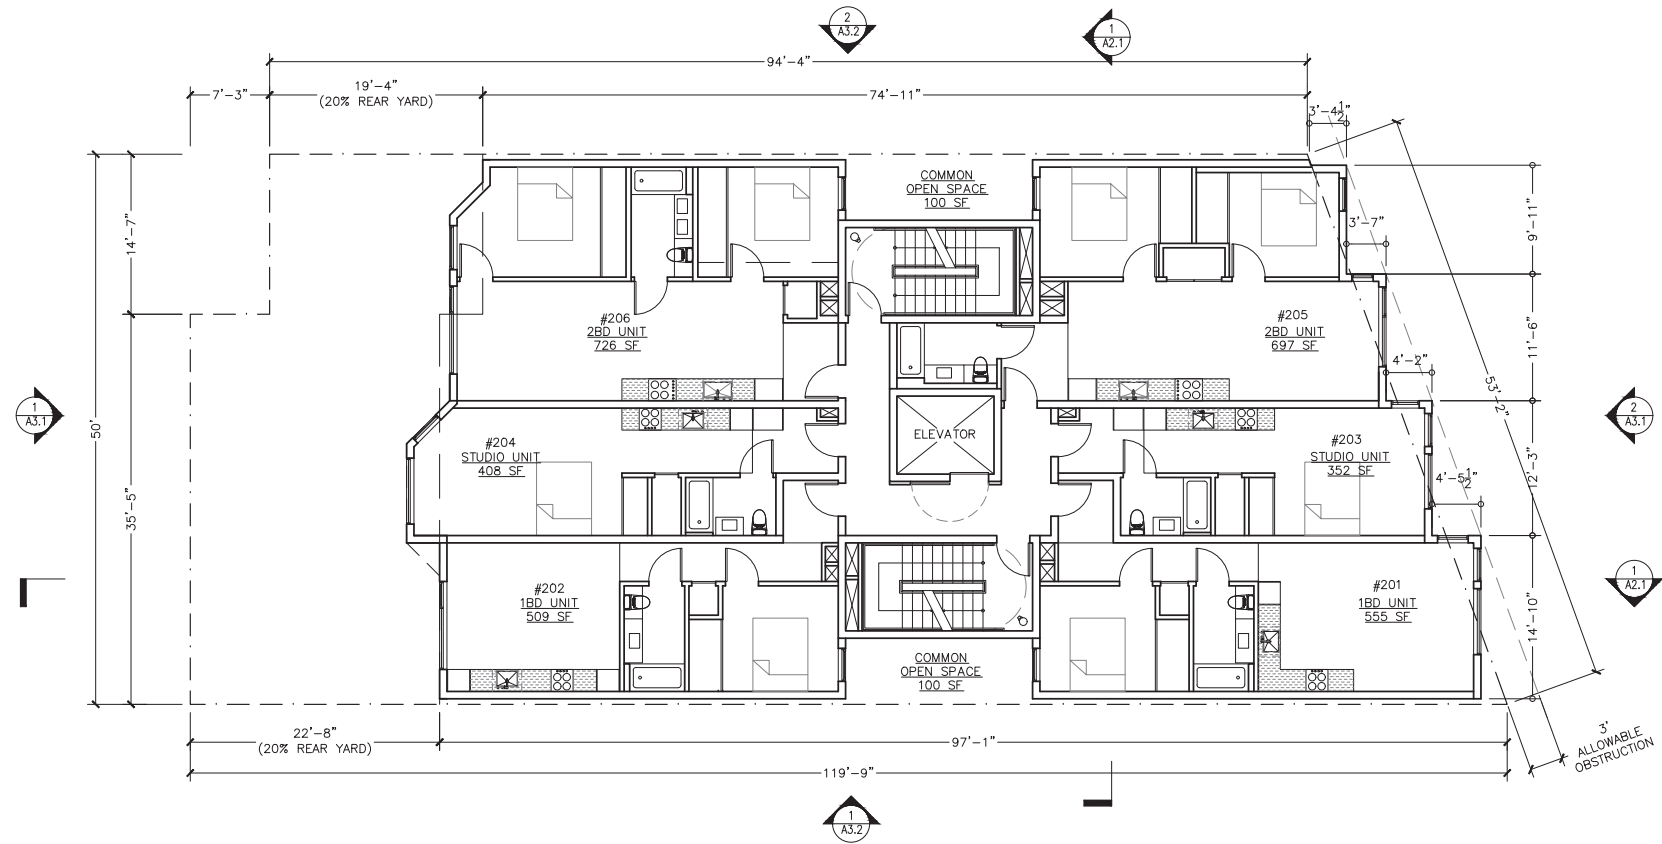 2
A3.2
1
A2.1
94'-4"
7'-3"
19'-4"
(20% REAR YARD)
74'-11"
3'-4 1/2"
COMMON
OPEN SPACE
100 SF
14'-7"
9'-11"
3'-7"
#206
2BD UNIT
726 SF
#205
2BD UNIT
697 SF
11'-6"
4'-2"
53'-2"
1
A3.1
50'
2
A3.1
ELEVATOR
#204
STUDIO UNIT
408 SF
#203
STUDIO UNIT
352 SF
4'-5 1/2"
12'-3"
35'-5"
#202
1BD UNIT
509 SF
#201
1BD UNIT
555 SF
1
A2.1
14'-10"
COMMON
OPEN SPACE
100 SF
22'-8"
(20% REAR YARD)
97'-1"
3'
ALLOWABLE
OBSTRUCTION
119'-9"
1
A3.2